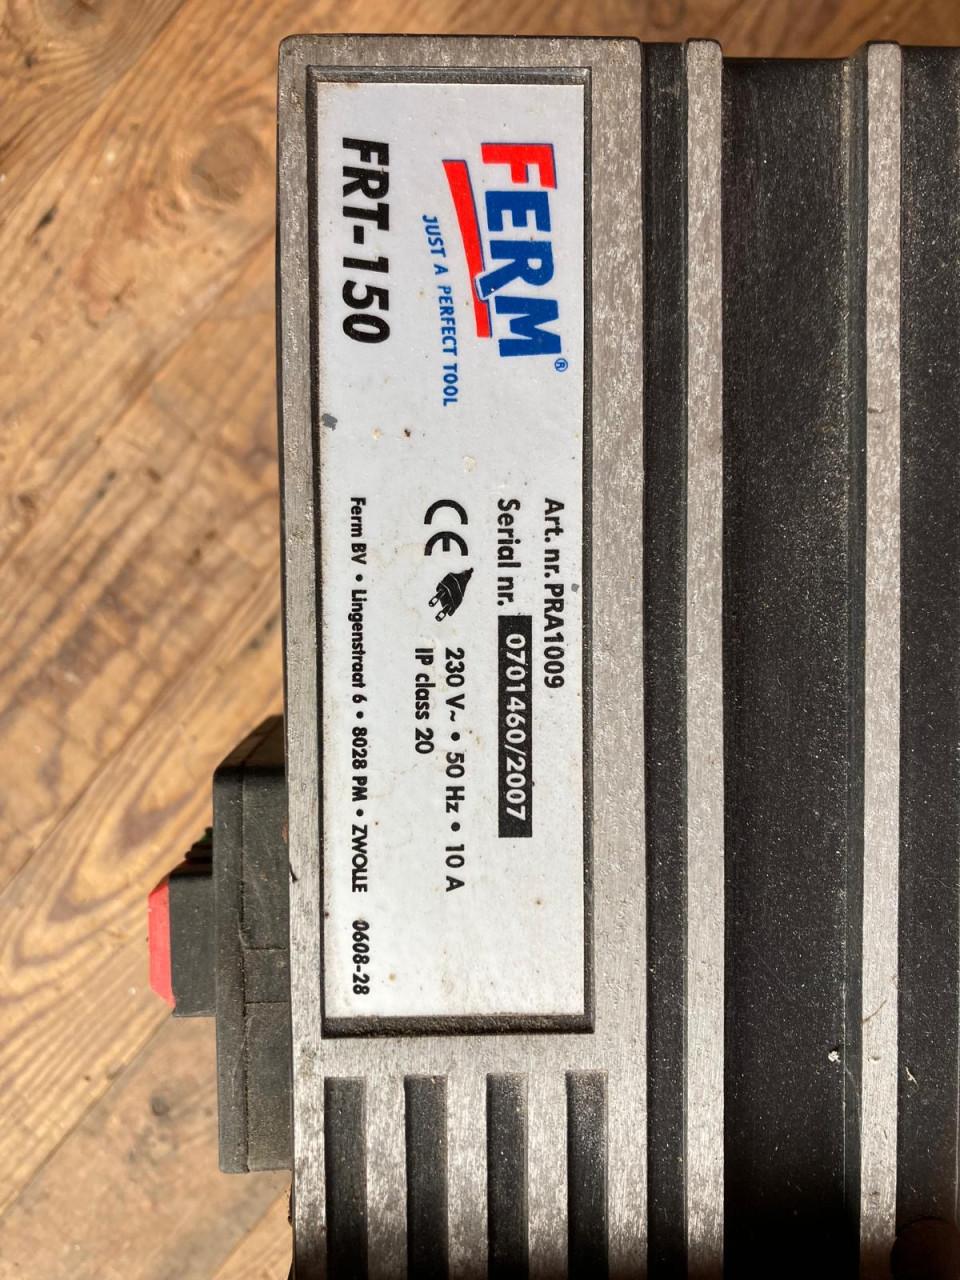 FERM®
JUST A PERFECT TOOL
FRT-150
Art. nr. PRA1009
Serial nr. 0701460/2007
CE 230 V~ • 50 Hz • 10 A
IP class 20
Ferm BV • Lingenstraat 6 • 8028 PM • ZWOLLE 0608-28